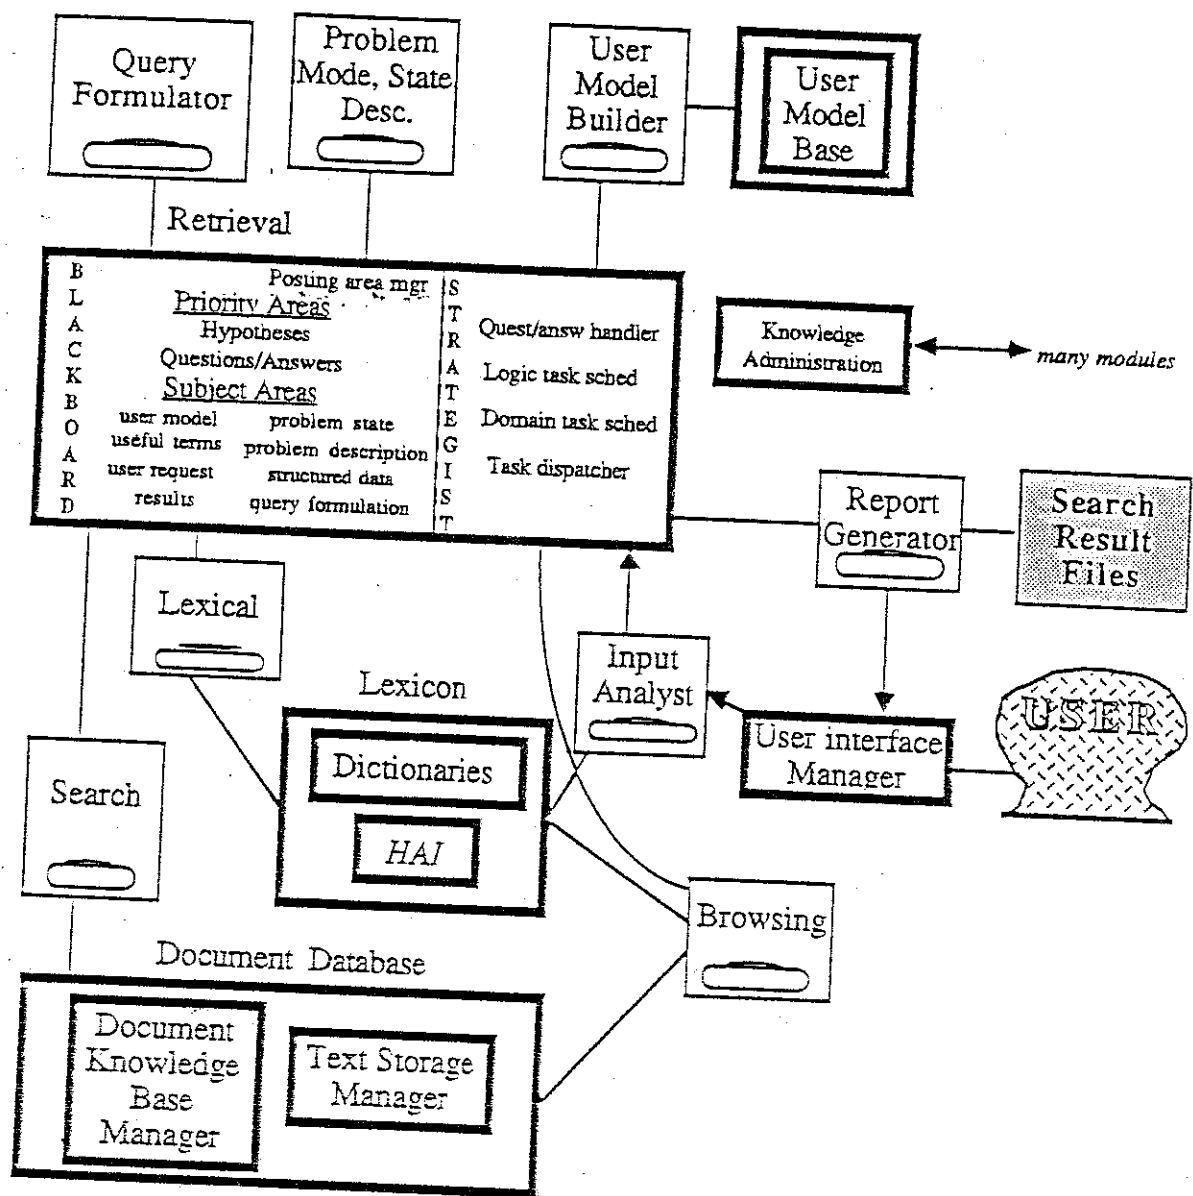 Query
Formulator
Problem
Mode, State
Desc.
User
Model
Builder
User
Model
Base
Retrieval
BLACKBOARD
Posting area mgr
Priority Areas
Hypotheses
Questions/Answers
Subject Areas
user model problem state
useful terms problem description
user request structured data
results query formulation
STRATEGIST
Quest/answ handler
Logic task sched
Domain task sched
Task dispatcher
Knowledge
Administration
many modules
Report
Generator
Search
Result
Files
Lexical
Input
Analyst
Lexicon
Dictionaries
HAI
User interface
Manager
USER
Search
Browsing
Document Database
Document
Knowledge
Base
Manager
Text Storage
Manager